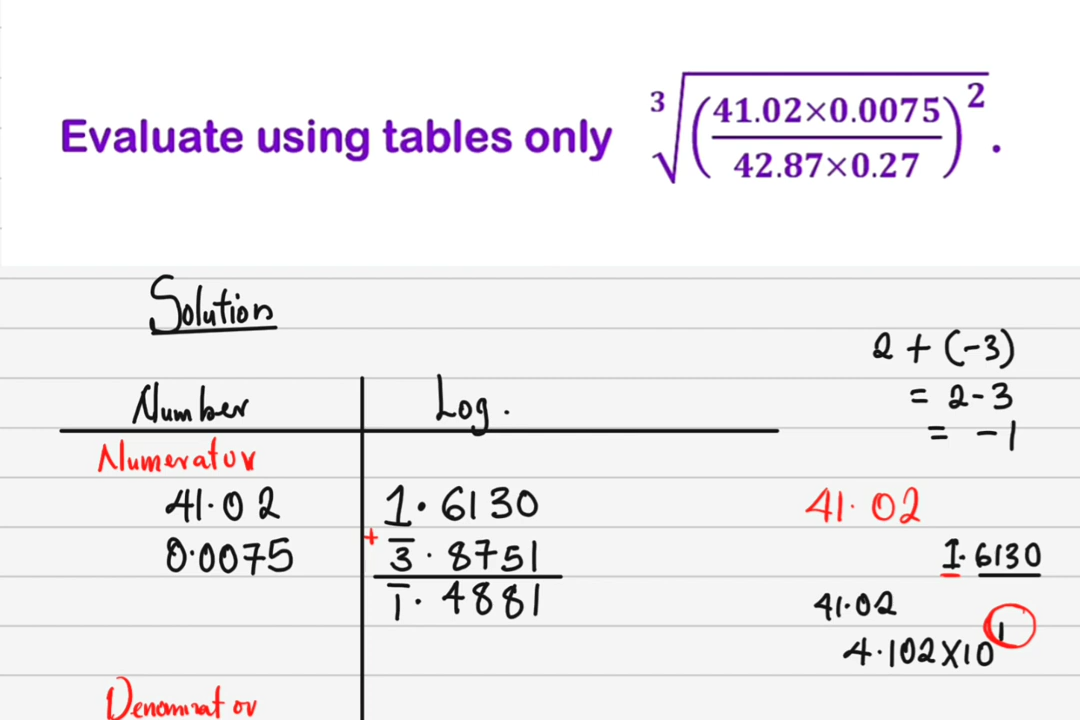 Evaluate using tables only ∛((41.02×0.0075)/(42.87×0.27))².
Solution
2 + (-3)
= 2 - 3
= -1
Number | Log.
Numerator
41.02 | 1.6130
0.0075 | + 3̅.8751
1̅.4881
41.02
1.6130
41.02
4.102×10¹
Denominator